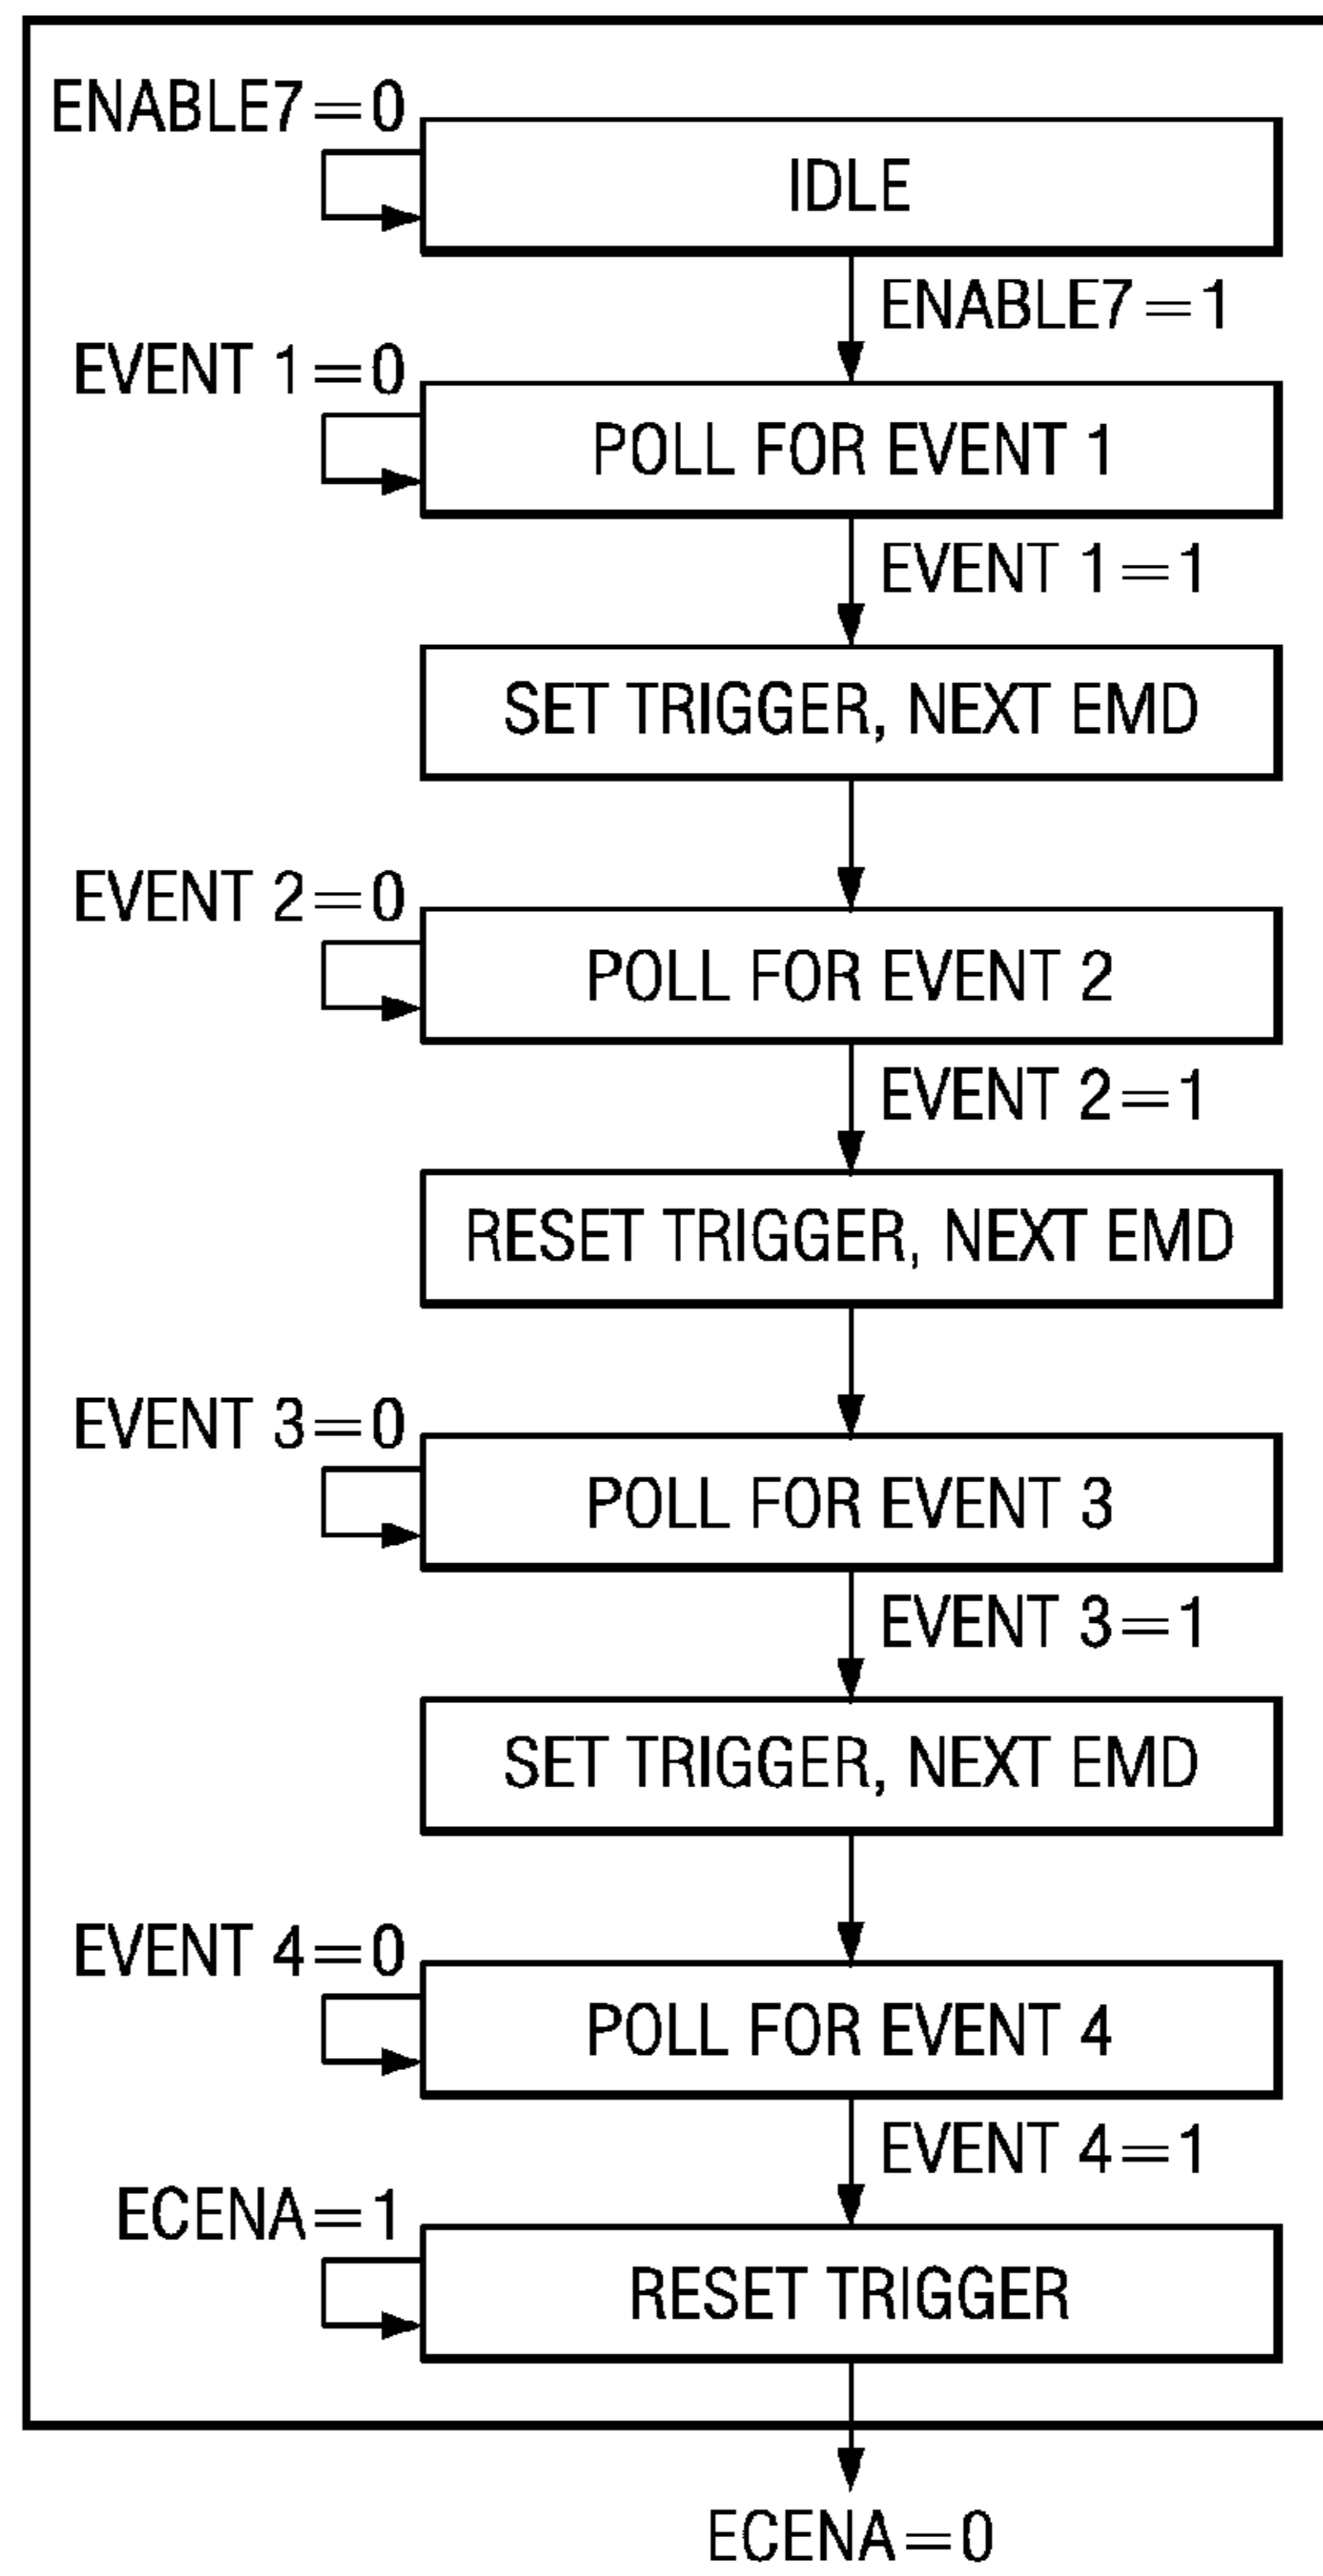 ENABLE7=0
IDLE
ENABLE7=1
EVENT 1=0
POLL FOR EVENT 1
EVENT 1=1
SET TRIGGER, NEXT EMD
EVENT 2=0
POLL FOR EVENT 2
EVENT 2=1
RESET TRIGGER, NEXT EMD
EVENT 3=0
POLL FOR EVENT 3
EVENT 3=1
SET TRIGGER, NEXT EMD
EVENT 4=0
POLL FOR EVENT 4
EVENT 4=1
ECENA=1
RESET TRIGGER
ECENA=0